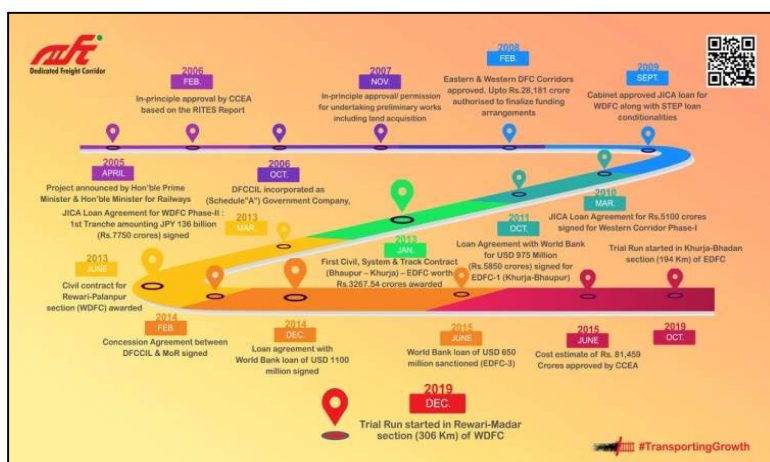 Dedicated Freight Corridor
2006
FEB.
In-principle approval by CCEA
based on the RITES Report
2007
NOV.
In-principle approval/ permission
for undertaking preliminary works
including land acquisition
2008
FEB.
Eastern & Western DFC Corridors
approved. Upto Rs.28,181 crore
authorised to finalize funding
arrangements
2009
SEPT.
Cabinet approved JICA loan for
WDFC along with STEP loan
conditionalities
2005
APRIL
Project announced by Hon'ble Prime
Minister & Hon'ble Minister for Railways
2006
OCT.
DFCCIL incorporated as
(Schedule"A") Government Company,
2010
MAR.
JICA Loan Agreement for Rs.5100 crores
signed for Western Corridor Phase-I
2011
OCT.
Loan Agreement with World Bank
for USD 975 Million
(Rs.5850 crores) signed for
EDFC-1 (Khurja-Bhaupur)
2013
JAN.
First Civil, System & Track Contract
(Bhaupur – Khurja) – EDFC worth
Rs.3267.54 crores awarded
2013
MAR.
JICA Loan Agreement for WDFC Phase-II :
1st Tranche amounting JPY 136 billion
(Rs.7750 crores) signed
2013
JUNE
Civil contract for
Rewari-Palanpur
section (WDFC) awarded
2014
FEB.
Concession Agreement between
DFCCIL & MoR signed
2014
DEC.
Loan agreement with
World Bank loan of USD 1100
million signed
2015
JUNE
World Bank loan of USD 650
million sanctioned (EDFC-3)
2015
JUNE
Cost estimate of Rs. 81,459
Crores approved by CCEA
2019
OCT.
Trial Run started in Khurja-Bhadan
section (194 Km) of EDFC
2019
DEC.
Trial Run started in Rewari-Madar
section (306 Km) of WDFC
#TransportingGrowth